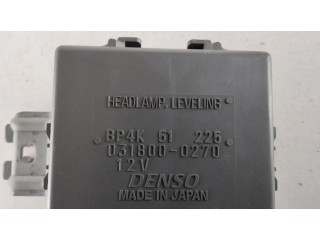 HEADLAMP, LEVELING
BP4K 51 225
031800-0270
12V
DENSO
MADE IN JAPAN